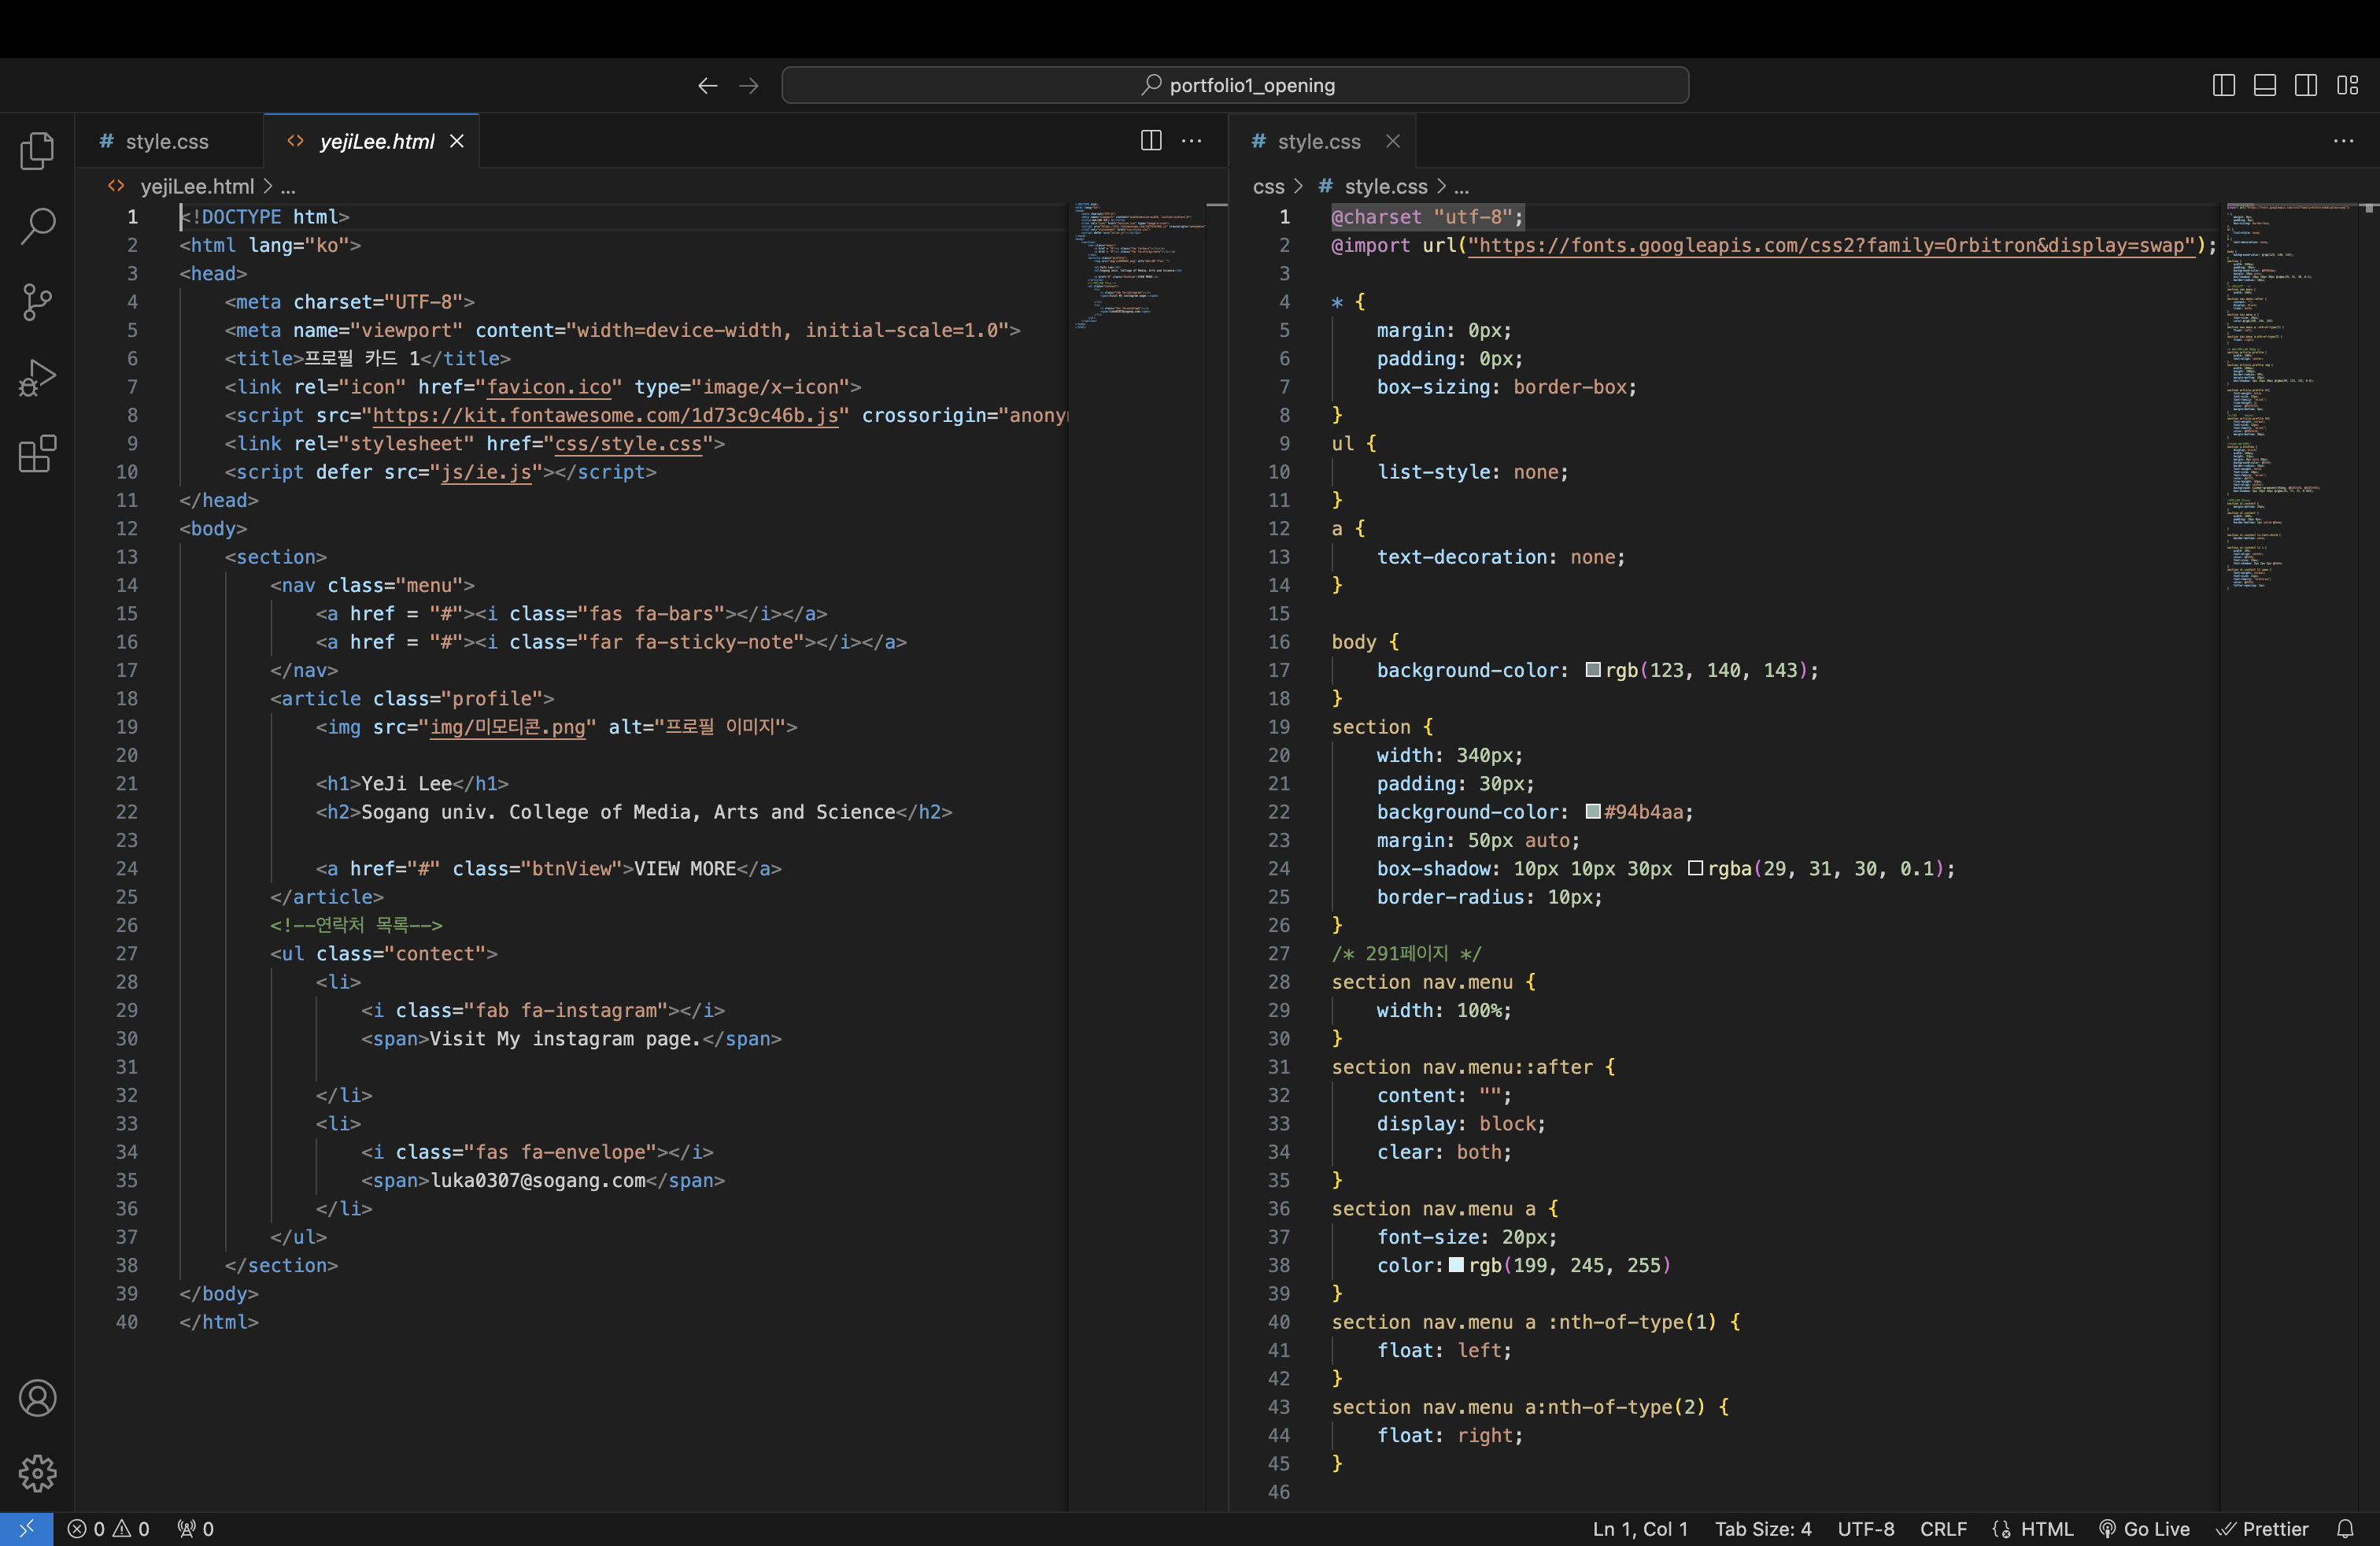 portfolio1_opening
# style.css
<> yejiLee.html
<> yejiLee.html > ...
1 <!DOCTYPE html>
2 <html lang="ko">
3 <head>
4 <meta charset="UTF-8">
5 <meta name="viewport" content="width=device-width, initial-scale=1.0">
6 <title>프로필 카드 1</title>
7 <link rel="icon" href="favicon.ico" type="image/x-icon">
8 <script src="https://kit.fontawesome.com/1d73c9c46b.js" crossorigin="anony
9 <link rel="stylesheet" href="css/style.css">
10 <script defer src="js/ie.js"></script>
11 </head>
12 <body>
13 <section>
14 <nav class="menu">
15 <a href = "#"><i class="fas fa-bars"></i></a>
16 <a href = "#"><i class="far fa-sticky-note"></i></a>
17 </nav>
18 <article class="profile">
19 <img src="img/미모티콘.png" alt="프로필 이미지">
20
21 <h1>YeJi Lee</h1>
22 <h2>Sogang univ. College of Media, Arts and Science</h2>
23
24 <a href="#" class="btnView">VIEW MORE</a>
25 </article>
26 <!--연락처 목록-->
27 <ul class="contect">
28 <li>
29 <i class="fab fa-instagram"></i>
30 <span>Visit My instagram page.</span>
31
32 </li>
33 <li>
34 <i class="fas fa-envelope"></i>
35 <span>luka0307@sogang.com</span>
36 </li>
37 </ul>
38 </section>
39 </body>
40 </html>
# style.css
css > # style.css > ...
1 @charset "utf-8";
2 @import url("https://fonts.googleapis.com/css2?family=Orbitron&display=swap");
3
4 * {
5 margin: 0px;
6 padding: 0px;
7 box-sizing: border-box;
8 }
9 ul {
10 list-style: none;
11 }
12 a {
13 text-decoration: none;
14 }
15
16 body {
17 background-color: rgb(123, 140, 143);
18 }
19 section {
20 width: 340px;
21 padding: 30px;
22 background-color: #94b4aa;
23 margin: 50px auto;
24 box-shadow: 10px 10px 30px rgba(29, 31, 30, 0.1);
25 border-radius: 10px;
26 }
27 /* 291페이지 */
28 section nav.menu {
29 width: 100%;
30 }
31 section nav.menu::after {
32 content: "";
33 display: block;
34 clear: both;
35 }
36 section nav.menu a {
37 font-size: 20px;
38 color: rgb(199, 245, 255)
39 }
40 section nav.menu a :nth-of-type(1) {
41 float: left;
42 }
43 section nav.menu a:nth-of-type(2) {
44 float: right;
45 }
46
0 0 0
Ln 1, Col 1 Tab Size: 4 UTF-8 CRLF HTML Go Live Prettier